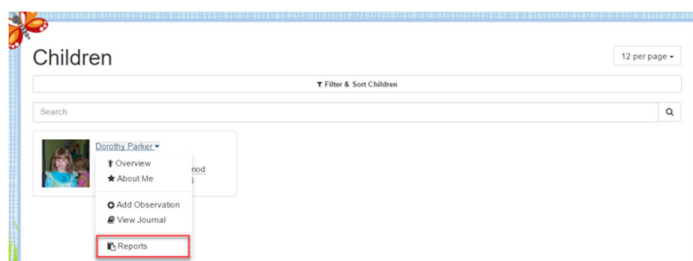 Children
12 per page
Filter & Sort Children
Search
Dorothy Parker
Overview
About Me
Add Observation
View Journal
Reports